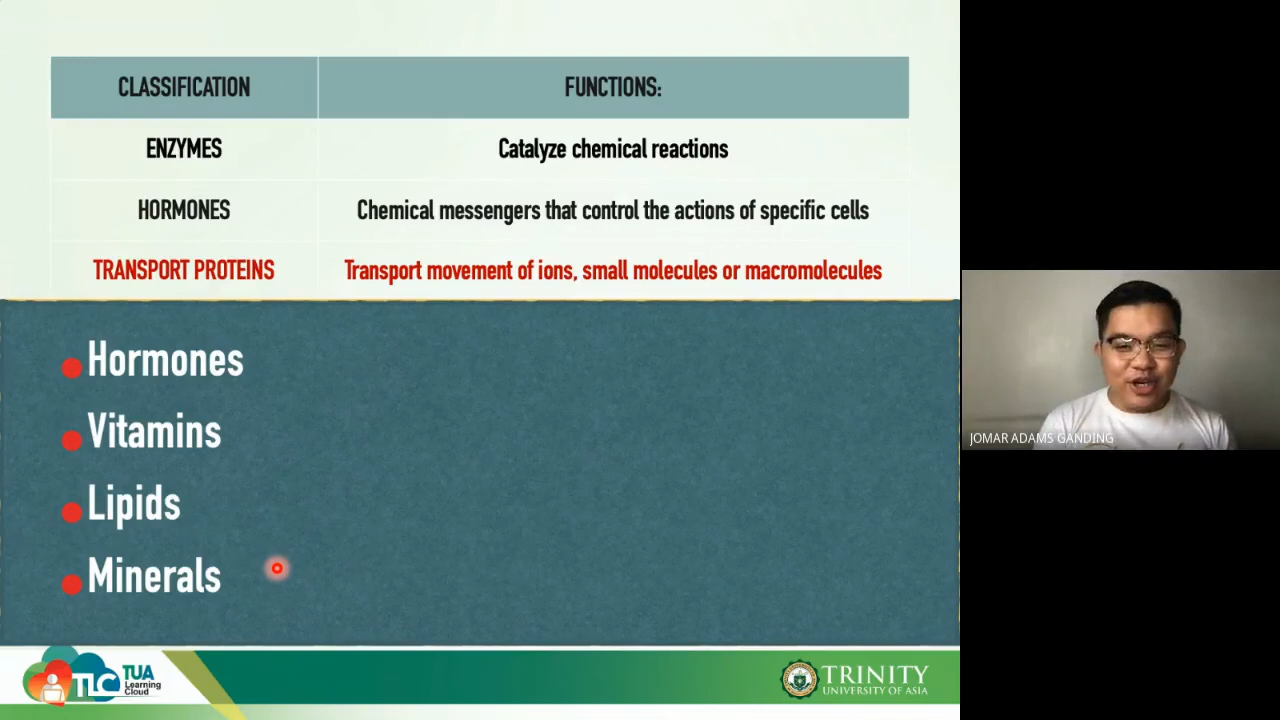 CLASSIFICATION FUNCTIONS:
ENZYMES Catalyze chemical reactions
HORMONES Chemical messengers that control the actions of specific cells
TRANSPORT PROTEINS Transport movement of ions, small molecules or macromolecules
Hormones
Vitamins
Lipids
Minerals
JOMAR ADAMS GANDING
TLC TUA
Learning
Cloud
TRINITY
UNIVERSITY OF ASIA